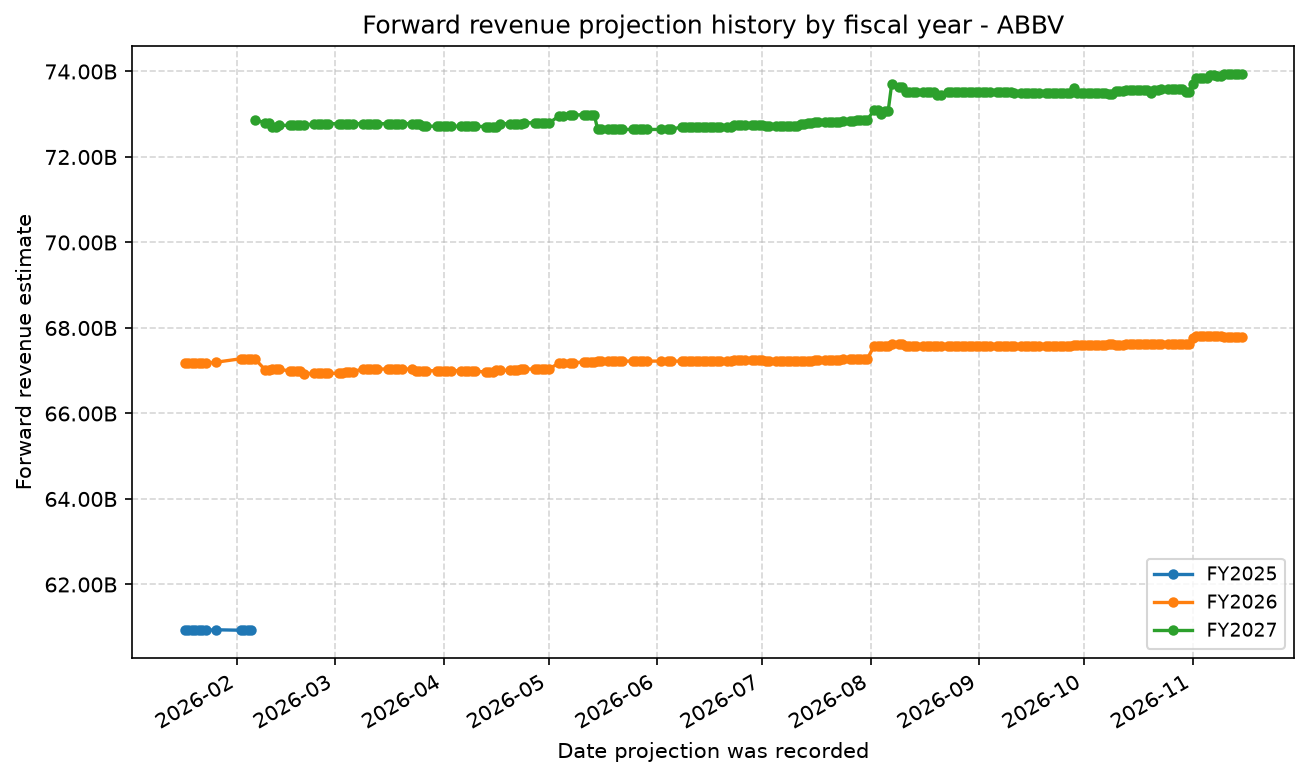 Forward revenue projection history by fiscal year - ABBV
74.00B
72.00B
70.00B
68.00B
66.00B
64.00B
62.00B
Forward revenue estimate
FY2025
FY2026
FY2027
2026-02
2026-03
2026-04
2026-05
2026-06
2026-07
2026-08
2026-09
2026-10
2026-11
Date projection was recorded